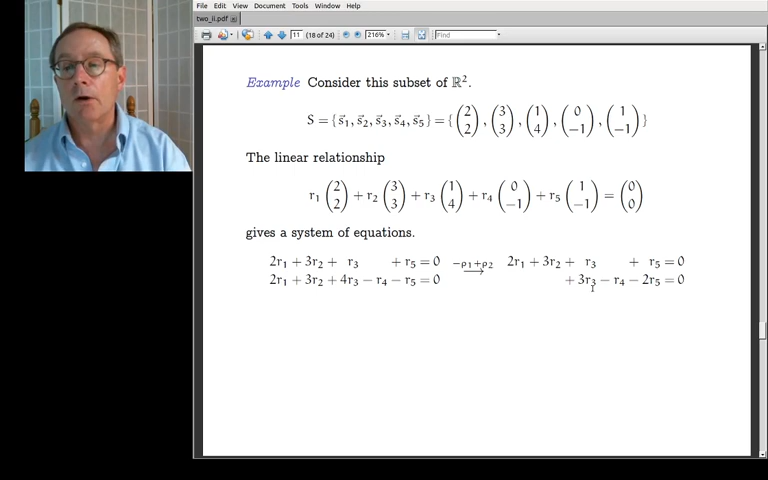 File Edit View Document Tools Window Help
two_ii.pdf
11 (18 of 24) 216% Find
Example Consider this subset of ℝ².
S = {s⃗₁, s⃗₂, s⃗₃, s⃗₄, s⃗₅} = { (2 2), (3 3), (1 4), (0 −1), (1 −1) }
The linear relationship
r₁ (2 2) + r₂ (3 3) + r₃ (1 4) + r₄ (0 −1) + r₅ (1 −1) = (0 0)
gives a system of equations.
2r₁ + 3r₂ + r₃ + r₅ = 0 −ρ₁+ρ₂ → 2r₁ + 3r₂ + r₃ + r₅ = 0
2r₁ + 3r₂ + 4r₃ − r₄ − r₅ = 0 + 3r₃ − r₄ − 2r₅ = 0